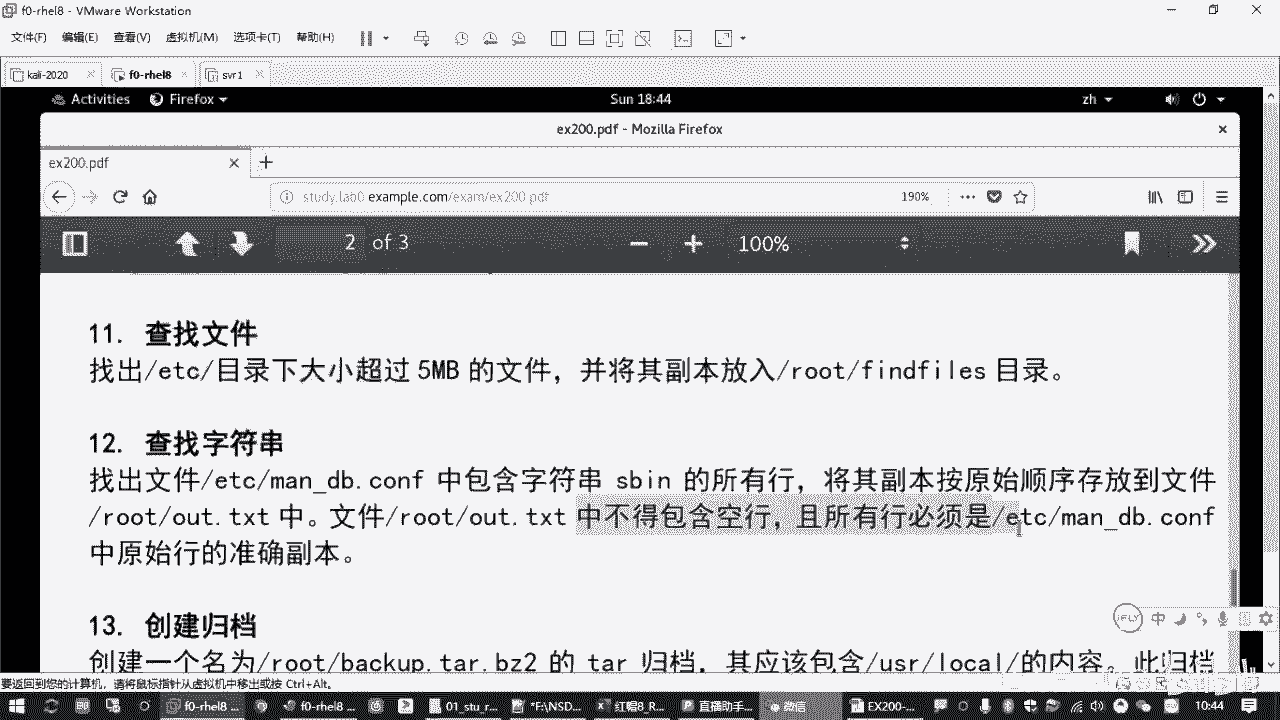 f0-rhel8 - VMware Workstation
文件(F) 编辑(E) 查看(V) 虚拟机(M) 选项卡(T) 帮助(H)
kali-2020 f0-rhel8 svr1
Activities Firefox Sun 18:44 zh
ex200.pdf - Mozilla Firefox
ex200.pdf
study.lab0.example.com/exam/ex200.pdf 190%
2 of 3 100%
11. 查找文件
找出/etc/目录下大小超过 5MB 的文件，并将其副本放入/root/findfiles 目录。
12. 查找字符串
找出文件/etc/man_db.conf 中包含字符串 sbin 的所有行，将其副本按原始顺序存放到文件
/root/out.txt 中。文件/root/out.txt 中不得包含空行，且所有行必须是/etc/man_db.conf
中原始行的准确副本。
13. 创建归档
创建一个名为/root/backup.tar.bz2 的 tar 归档，其应该包含/usr/local/的内容。此归档
iFLY 中
要返回到您的计算机，请将鼠标指针从虚拟机中移出或按 Ctrl+Alt。
f0-rhel8 ... f0-rhel8 ... 01_stu_r... *F:\NSD... 红帽8_R... 直播助手... 微信 EX200-... 10:44